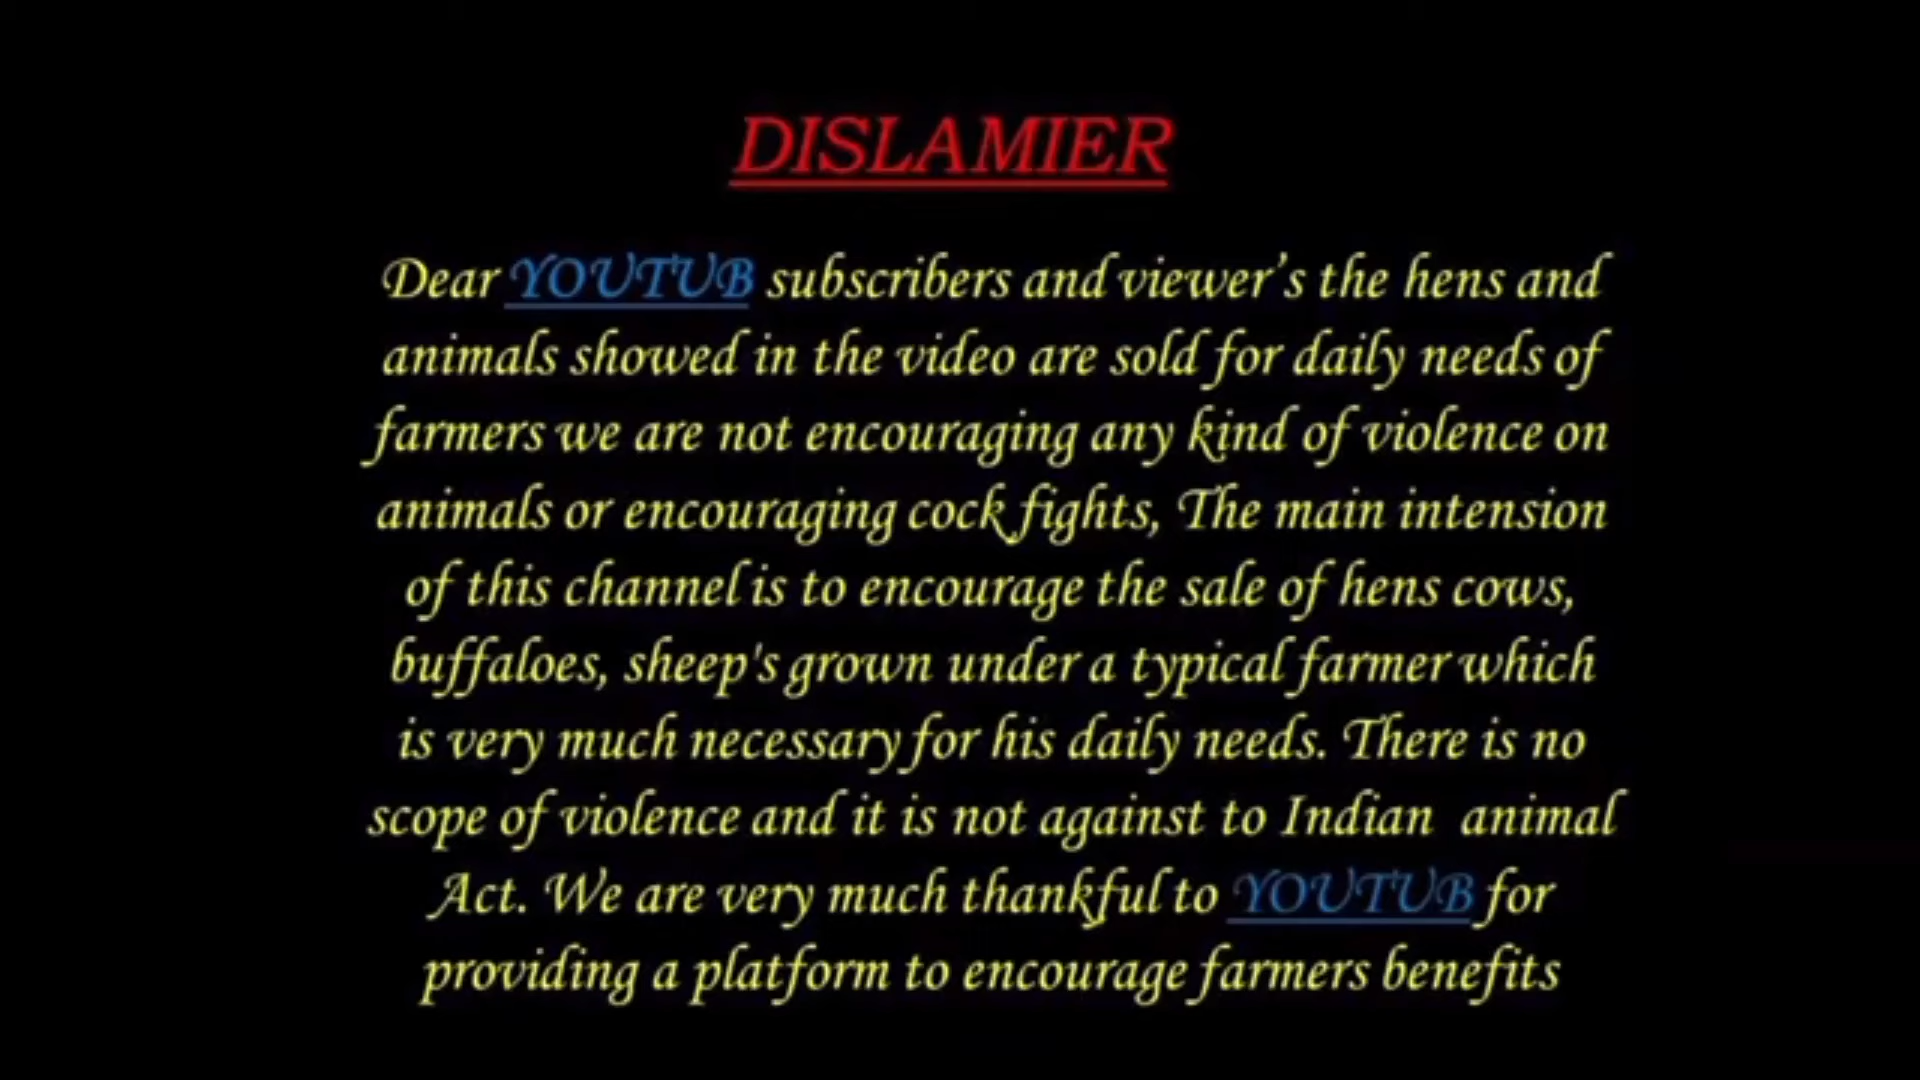 DISLAMIER
Dear YOUTUB subscribers and viewer’s the hens and
animals showed in the video are sold for daily needs of
farmers we are not encouraging any kind of violence on
animals or encouraging cock fights, The main intension
of this channel is to encourage the sale of hens cows,
buffaloes, sheep's grown under a typical farmer which
is very much necessary for his daily needs. There is no
scope of violence and it is not against to Indian  animal
Act. We are very much thankful to YOUTUB for
providing a platform to encourage farmers benefits